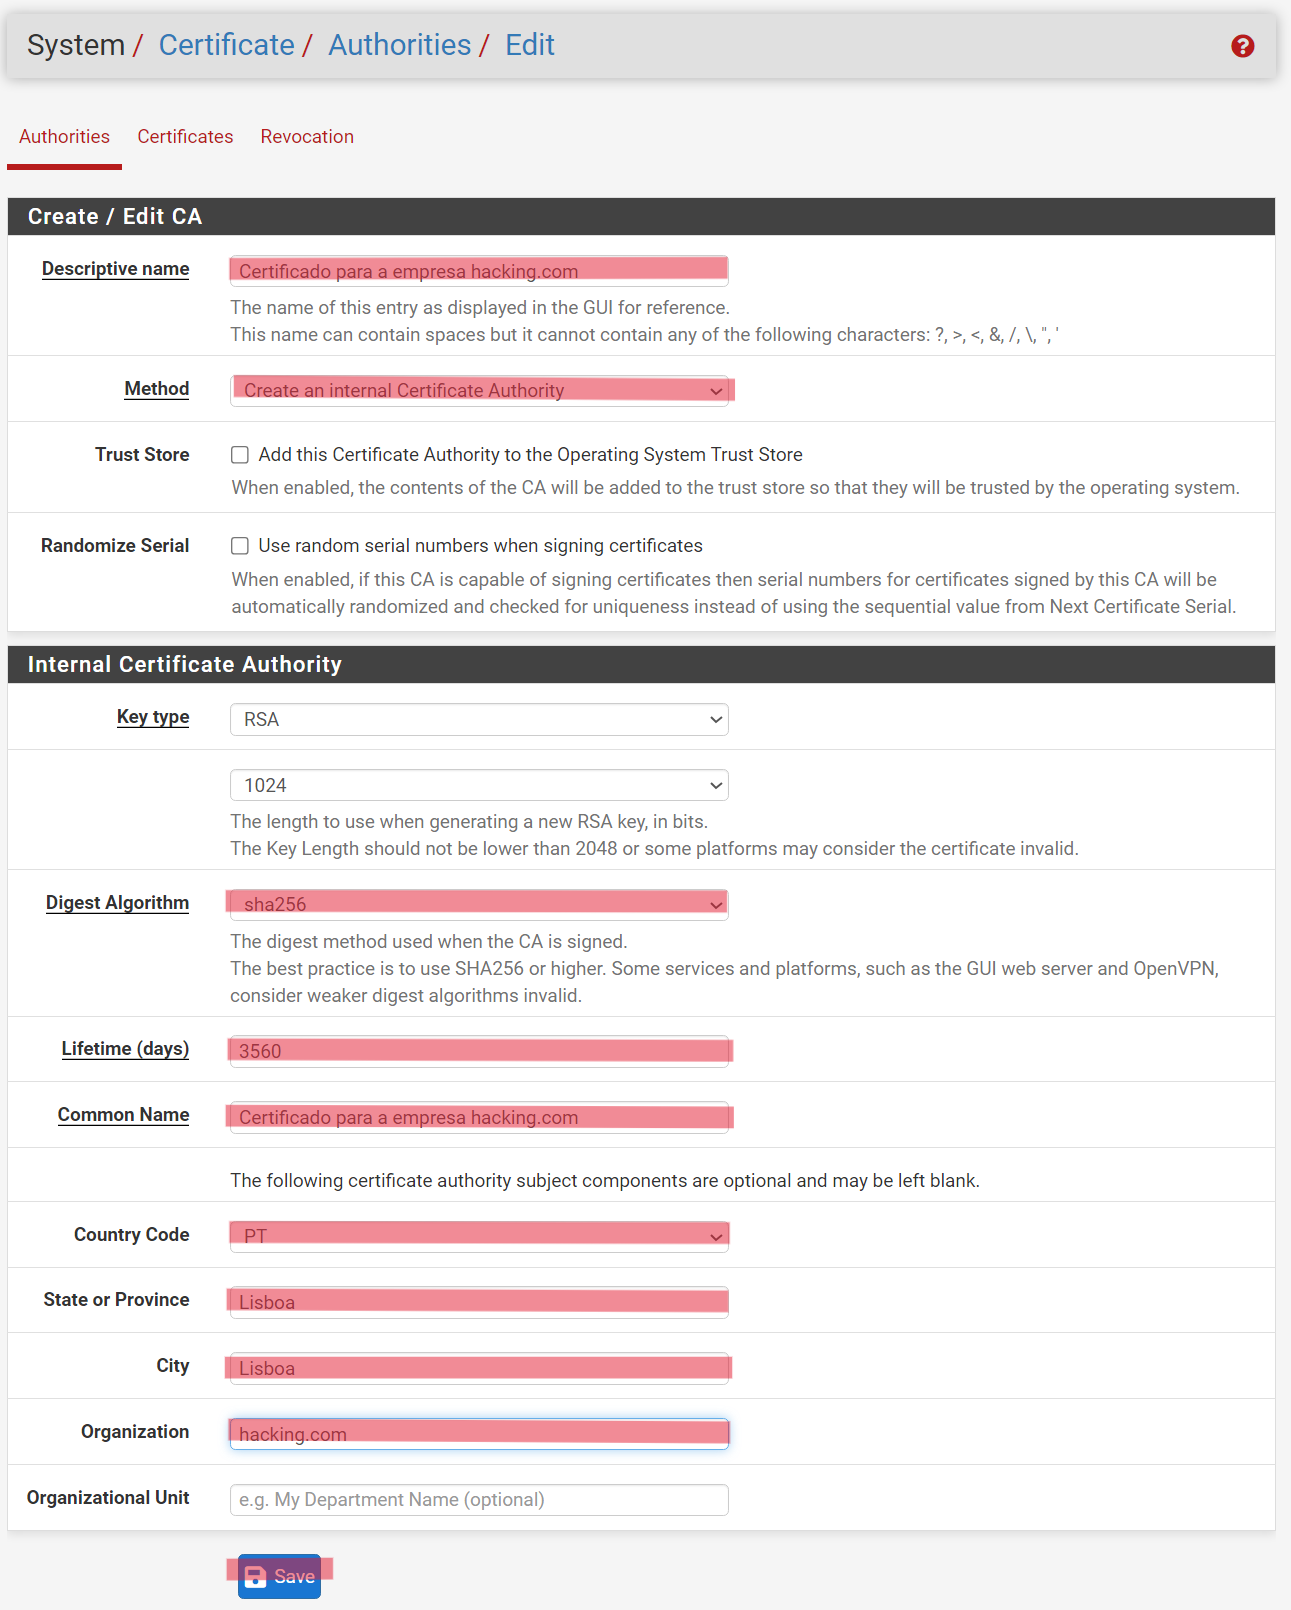 System / Certificate / Authorities / Edit
Authorities Certificates Revocation
Create / Edit CA
Descriptive name
Certificado para a empresa hacking.com
The name of this entry as displayed in the GUI for reference.
This name can contain spaces but it cannot contain any of the following characters: ?, >, <, &, /, \, ", '
Method
Create an internal Certificate Authority
Trust Store
Add this Certificate Authority to the Operating System Trust Store
When enabled, the contents of the CA will be added to the trust store so that they will be trusted by the operating system.
Randomize Serial
Use random serial numbers when signing certificates
When enabled, if this CA is capable of signing certificates then serial numbers for certificates signed by this CA will be
automatically randomized and checked for uniqueness instead of using the sequential value from Next Certificate Serial.
Internal Certificate Authority
Key type
RSA
1024
The length to use when generating a new RSA key, in bits.
The Key Length should not be lower than 2048 or some platforms may consider the certificate invalid.
Digest Algorithm
sha256
The digest method used when the CA is signed.
The best practice is to use SHA256 or higher. Some services and platforms, such as the GUI web server and OpenVPN,
consider weaker digest algorithms invalid.
Lifetime (days)
3560
Common Name
Certificado para a empresa hacking.com
The following certificate authority subject components are optional and may be left blank.
Country Code
PT
State or Province
Lisboa
City
Lisboa
Organization
hacking.com
Organizational Unit
e.g. My Department Name (optional)
Save